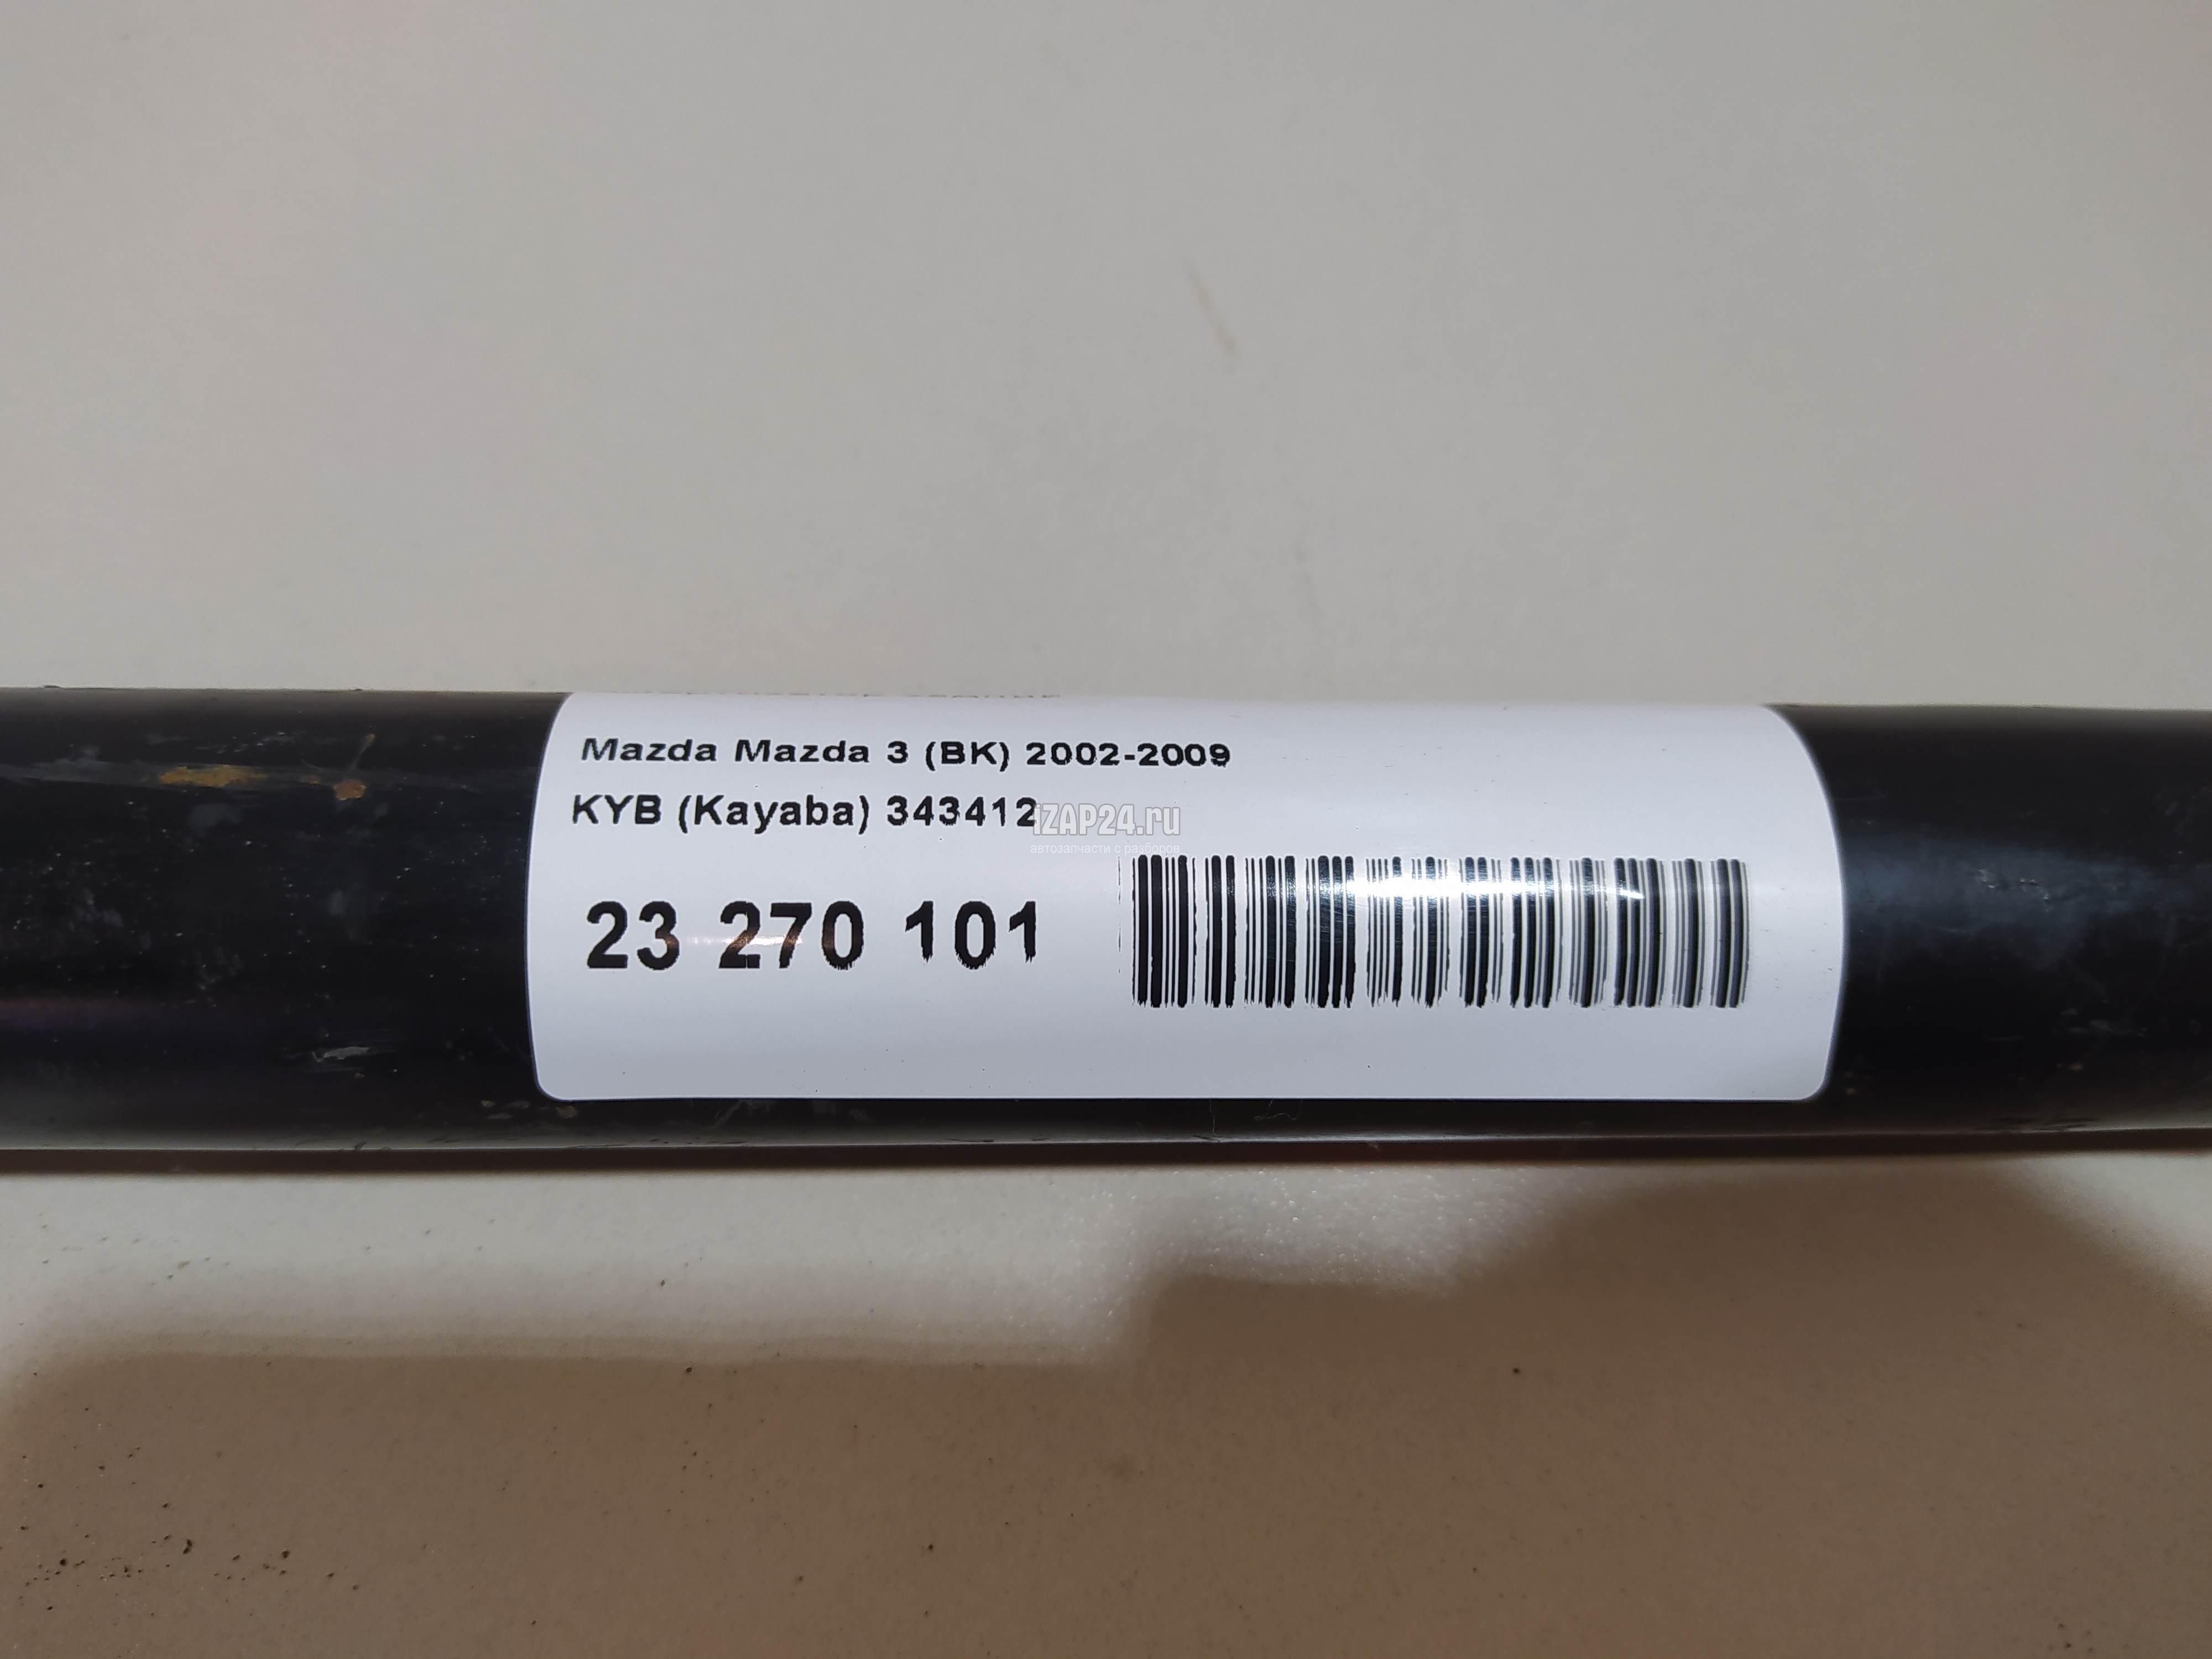 Mazda Mazda 3 (BK) 2002-2009
KYB (Kayaba) 343412
iZAP24.ru
автозапчасти с разборов
23 270 101